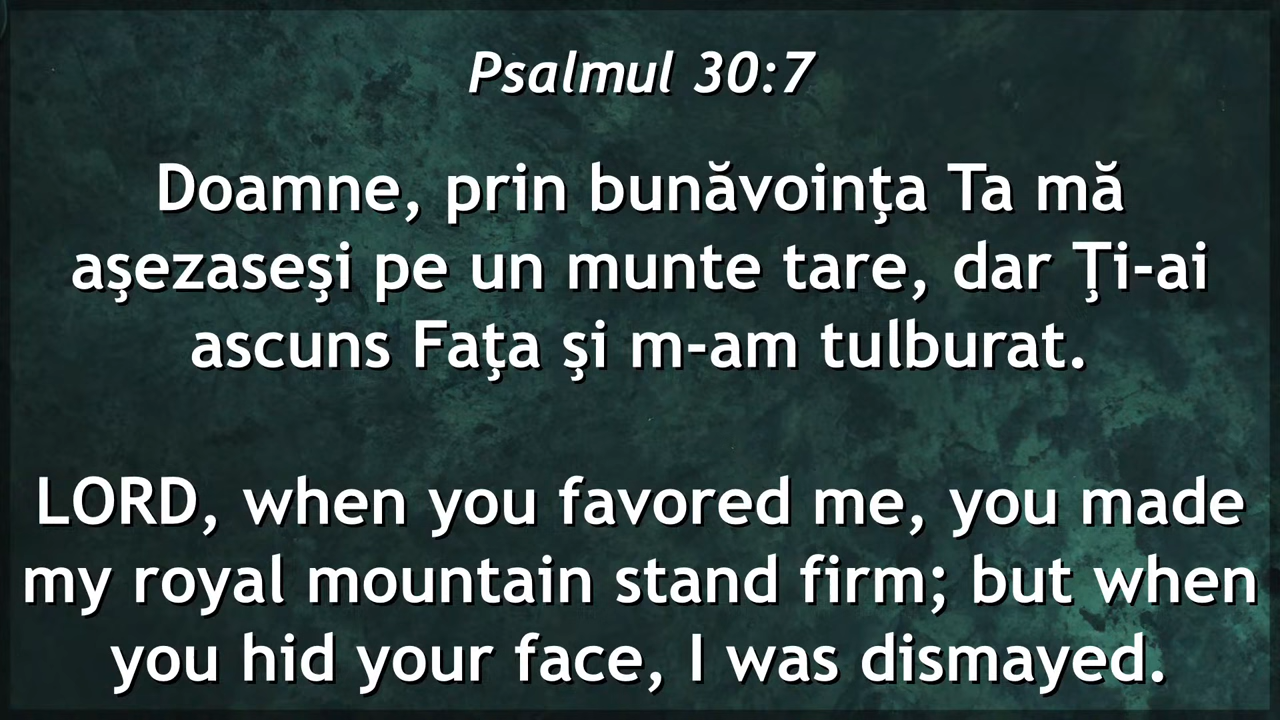 Psalmul 30:7
Doamne, prin bunăvoinţa Ta mă
aşezaseşi pe un munte tare, dar Ţi-ai
ascuns Faţa şi m-am tulburat.
LORD, when you favored me, you made
my royal mountain stand firm; but when
you hid your face, I was dismayed.